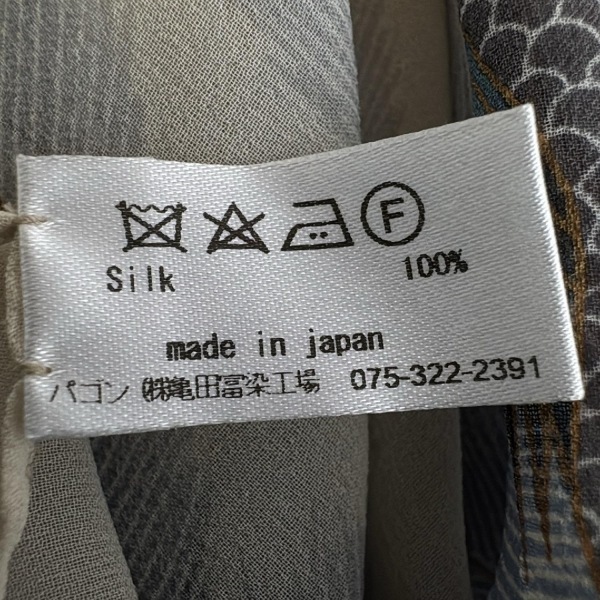 F
Silk 100%
made in japan
パゴン ㈱亀田富染工場 075-322-2391